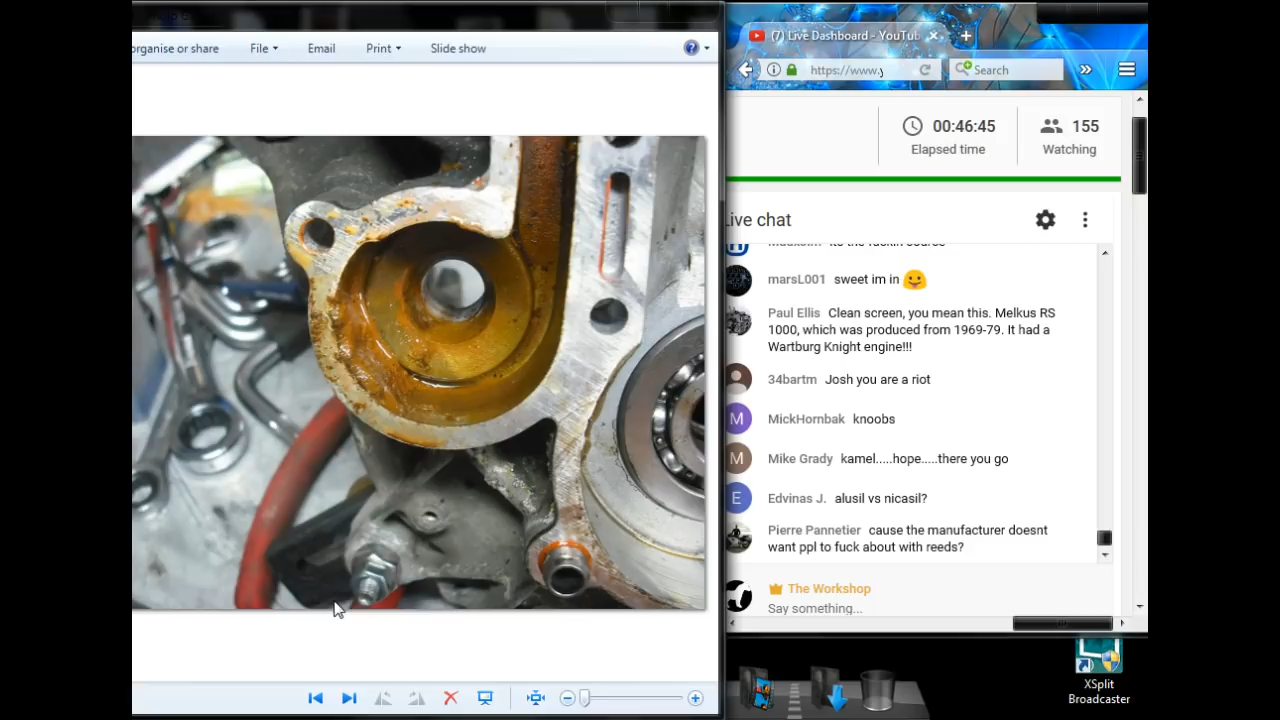 organise or share File Email Print Slide show
(7) Live Dashboard - YouTub
https://www.y Search
00:46:45 155
Elapsed time Watching
Live chat
marsL001 sweet im in
Paul Ellis Clean screen, you mean this. Melkus RS
1000, which was produced from 1969-79. It had a
Wartburg Knight engine!!!
34bartm Josh you are a riot
M MickHornbak knoobs
M Mike Grady kamel.....hope.....there you go
E Edvinas J. alusil vs nicasil?
Pierre Pannetier cause the manufacturer doesnt
want ppl to fuck about with reeds?
The Workshop
Say something...
XSplit
Broadcaster